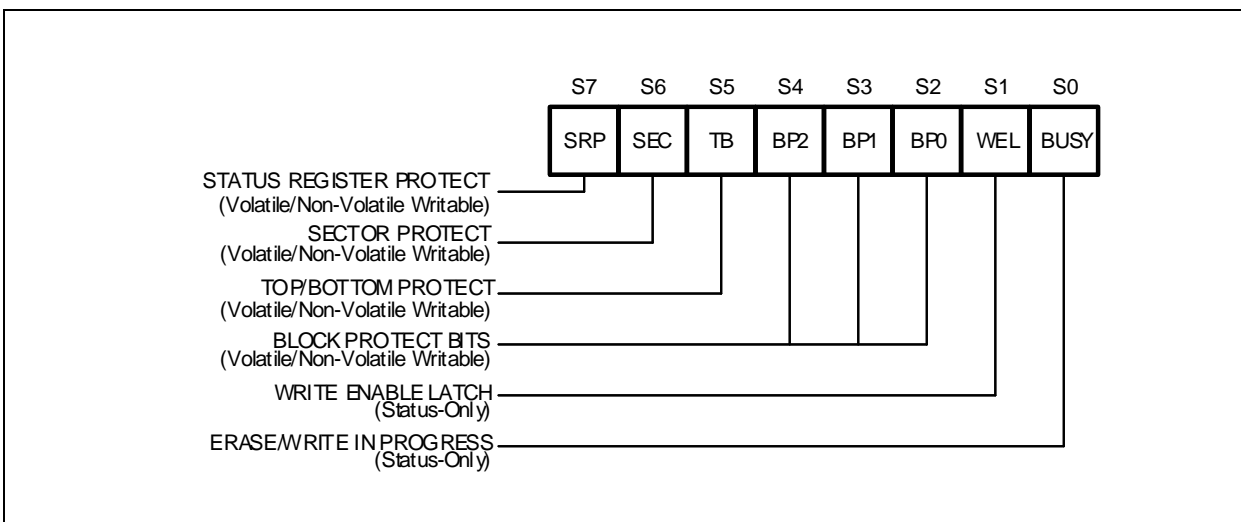 S7 S6 S5 S4 S3 S2 S1 S0
SRP SEC TB BP2 BP1 BP0 WEL BUSY
STATUS REGISTER PROTECT
(Volatile/Non-Volatile Writable)
SECTOR PROTECT
(Volatile/Non-Volatile Writable)
TOP/BOTTOM PROTECT
(Volatile/Non-Volatile Writable)
BLOCK PROTECT BITS
(Volatile/Non-Volatile Writable)
WRITE ENABLE LATCH
(Status-Only)
ERASE/WRITE IN PROGRESS
(Status-Only)